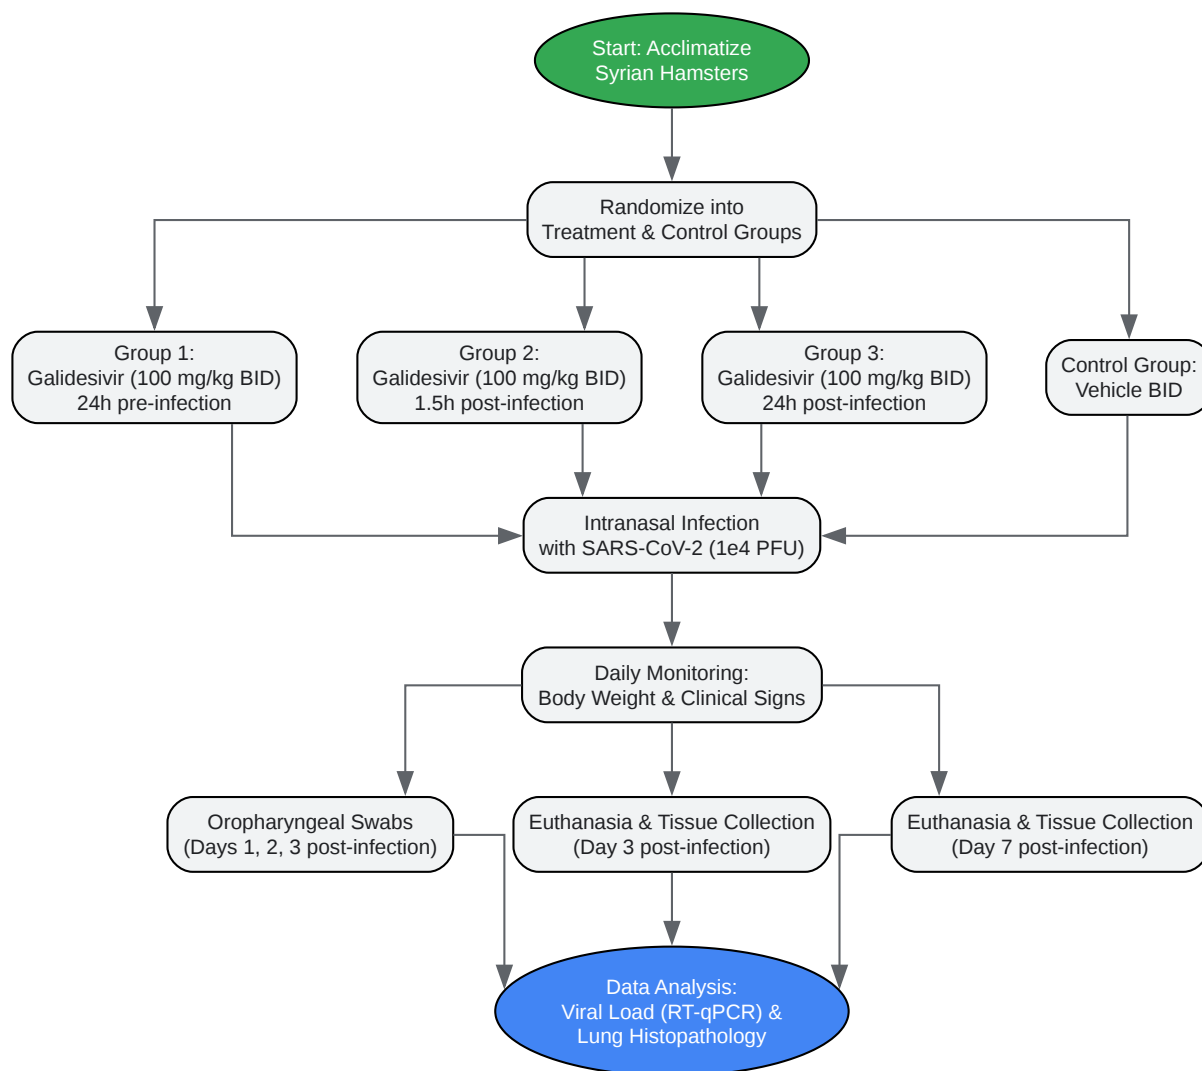 Start: Acclimatize
Syrian Hamsters
Randomize into
Treatment & Control Groups
Group 1:
Galidesivir (100 mg/kg BID)
24h pre-infection
Group 2:
Galidesivir (100 mg/kg BID)
1.5h post-infection
Group 3:
Galidesivir (100 mg/kg BID)
24h post-infection
Control Group:
Vehicle BID
Intranasal Infection
with SARS-CoV-2 (1e4 PFU)
Daily Monitoring:
Body Weight & Clinical Signs
Oropharyngeal Swabs
(Days 1, 2, 3 post-infection)
Euthanasia & Tissue Collection
(Day 3 post-infection)
Euthanasia & Tissue Collection
(Day 7 post-infection)
Data Analysis:
Viral Load (RT-qPCR) &
Lung Histopathology